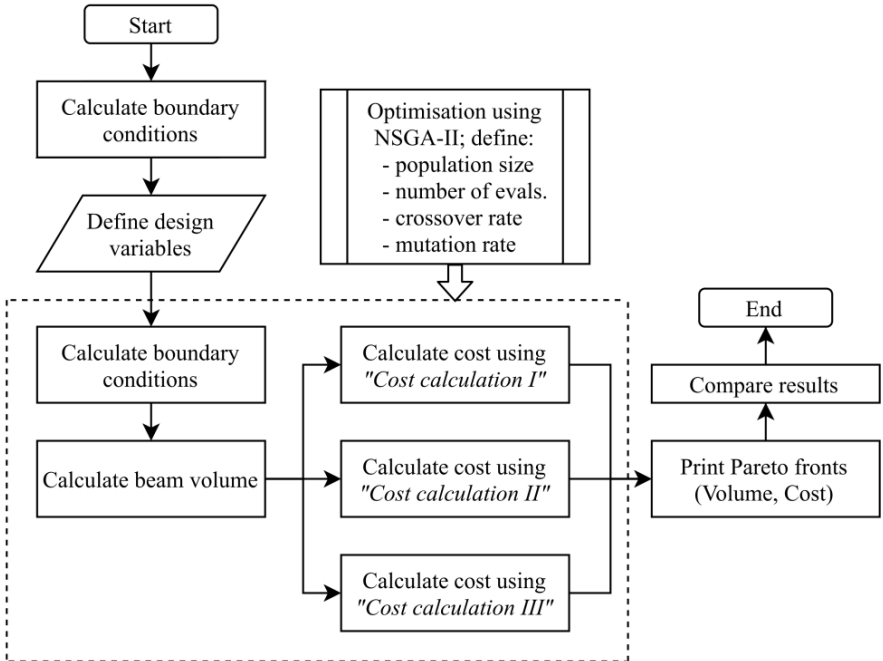 Start
Calculate boundary
conditions
Define design
variables
Optimisation using
NSGA-II; define:
- population size
- number of evals.
- crossover rate
- mutation rate
Calculate boundary
conditions
Calculate beam volume
Calculate cost using
"Cost calculation I"
Calculate cost using
"Cost calculation II"
Calculate cost using
"Cost calculation III"
Print Pareto fronts
(Volume, Cost)
Compare results
End